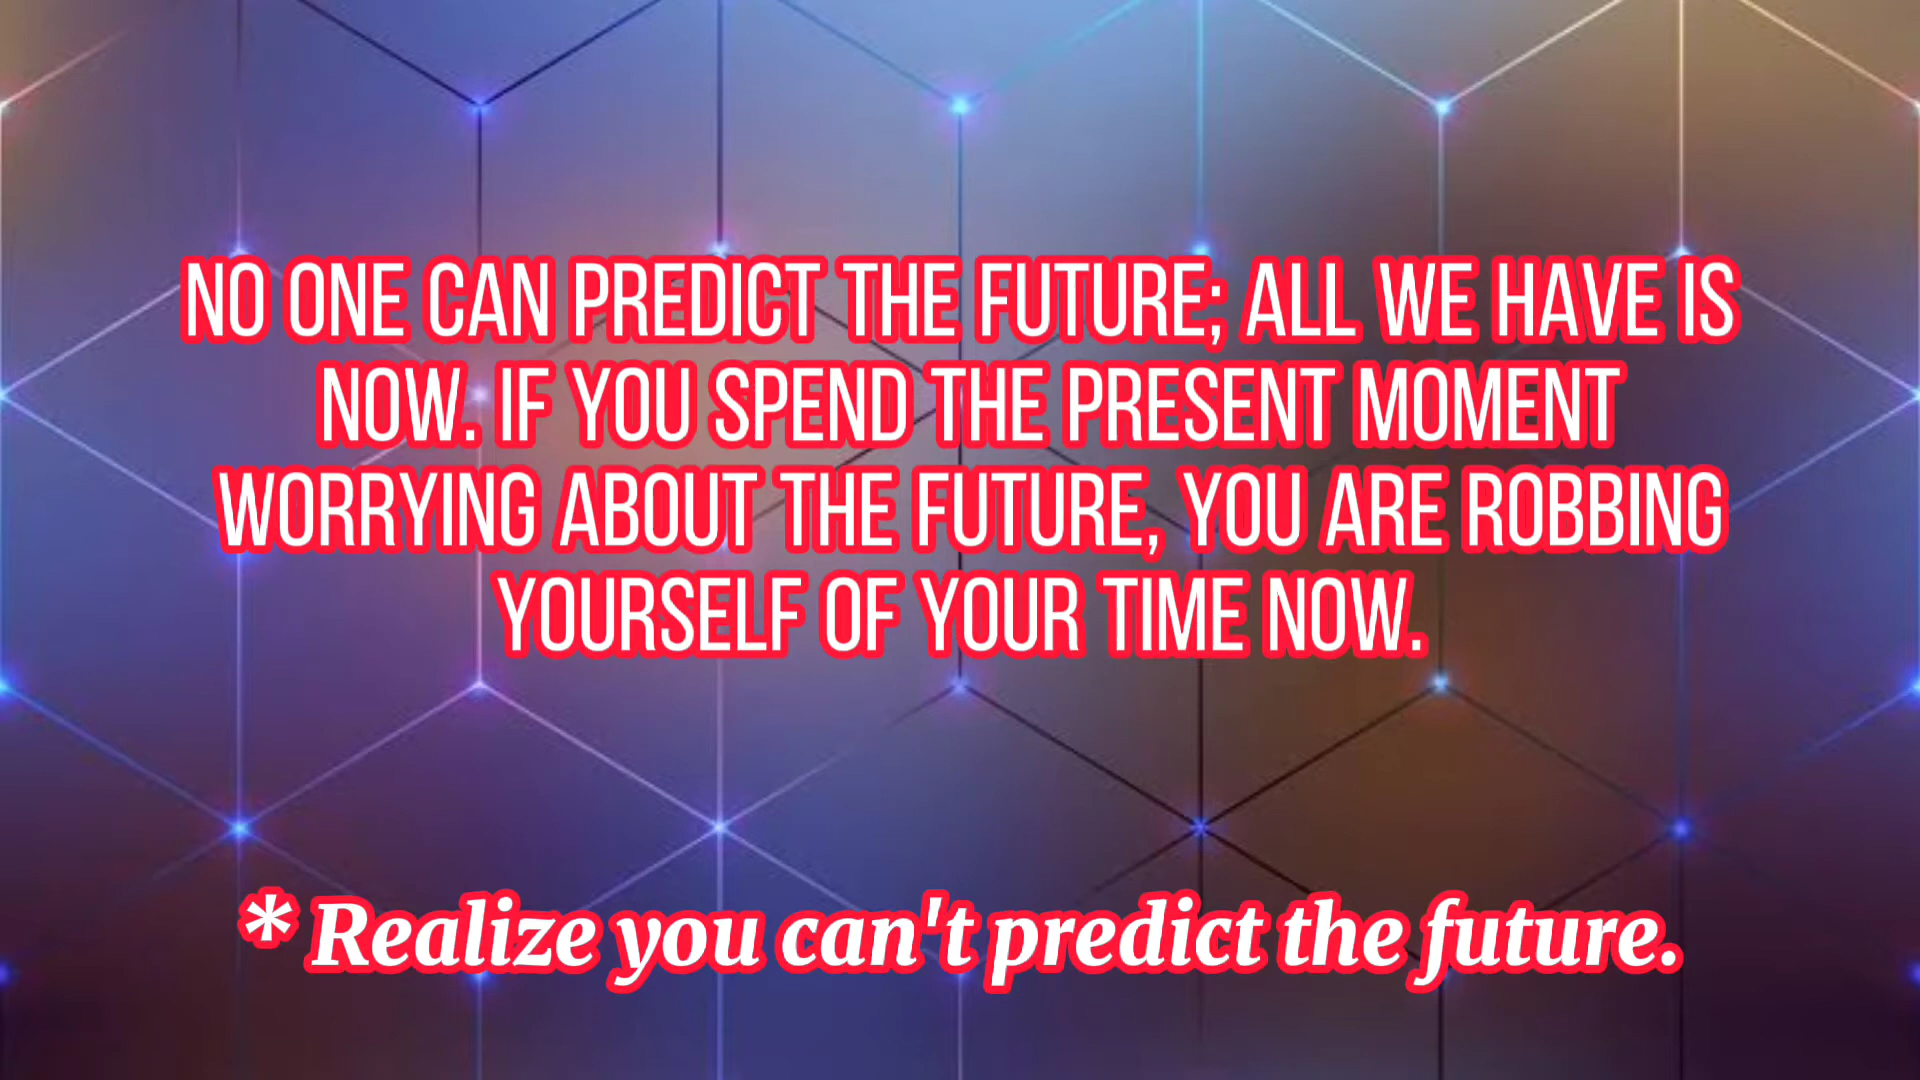 NO ONE CAN PREDICT THE FUTURE; ALL WE HAVE IS
NOW. IF YOU SPEND THE PRESENT MOMENT
WORRYING ABOUT THE FUTURE, YOU ARE ROBBING
YOURSELF OF YOUR TIME NOW.
* Realize you can't predict the future.